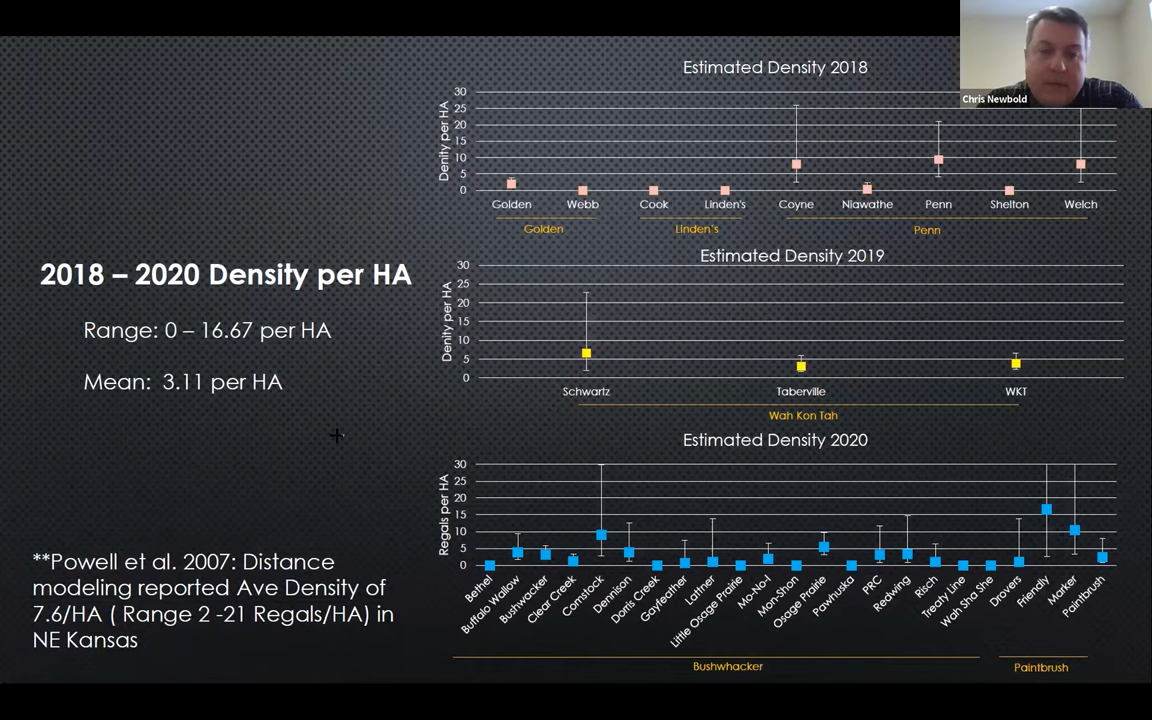 Chris Newbold
2018 – 2020 Density per HA
Range: 0 – 16.67 per HA
Mean: 3.11 per HA
**Powell et al. 2007: Distance
modeling reported Ave Density of
7.6/HA ( Range 2 -21 Regals/HA) in
NE Kansas
Estimated Density 2018
Denity per HA
30
25
20
15
10
5
0
Golden
Webb
Cook
Linden's
Coyne
Niawathe
Penn
Shelton
Welch
Golden
Linden's
Penn
Estimated Density 2019
Denity per HA
30
25
20
15
10
5
0
Schwartz
Taberville
WKT
Wah Kon Tah
Estimated Density 2020
Regals per HA
30
25
20
15
10
5
0
Bethel
Buffalo Wallow
Bushwacker
Clear Creek
Comstock
Dennison
Dorris Creek
Gayfeather
Lattner
Little Osage Prairie
Mo-No-I
Mon-Shon
Osage Prairie
Pawhuska
PRC
Redwing
Risch
Treaty Line
Wah Sha She
Drovers
Friendly
Marker
Paintbrush
Bushwhacker
Paintbrush